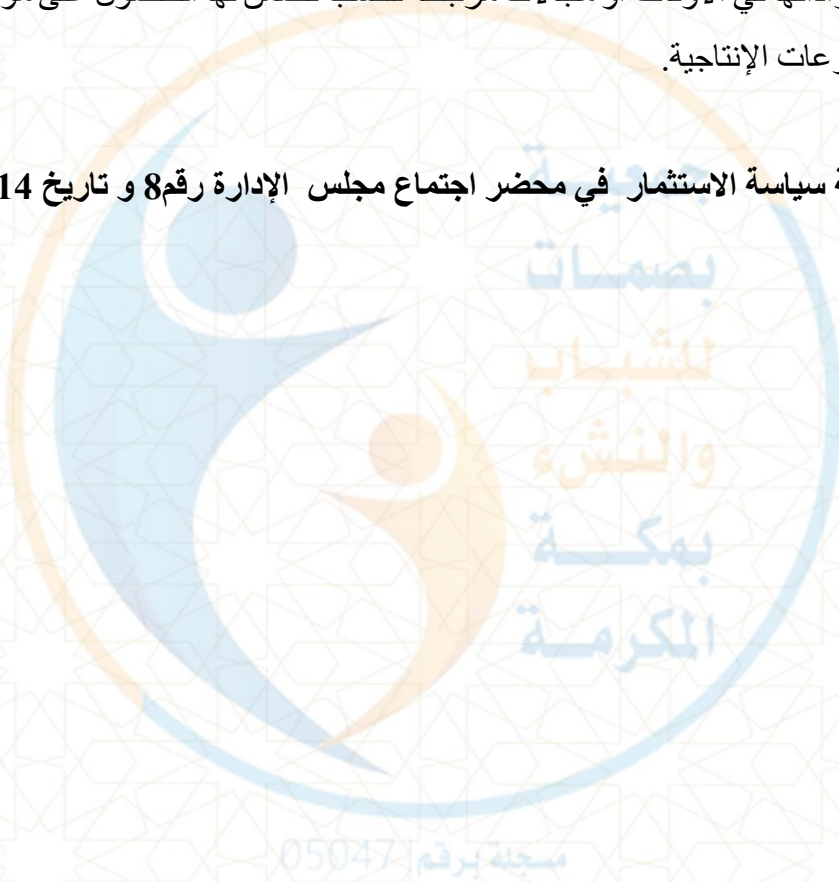 رعات الإنتاجية.
سياسة الاستثمار في محضر اجتماع مجلس الإدارة رقم8 و تاريخ 14
جمعية
بصمات
للشباب
والنشء
بمكة
المكرمة
مسجلة برقم 05047